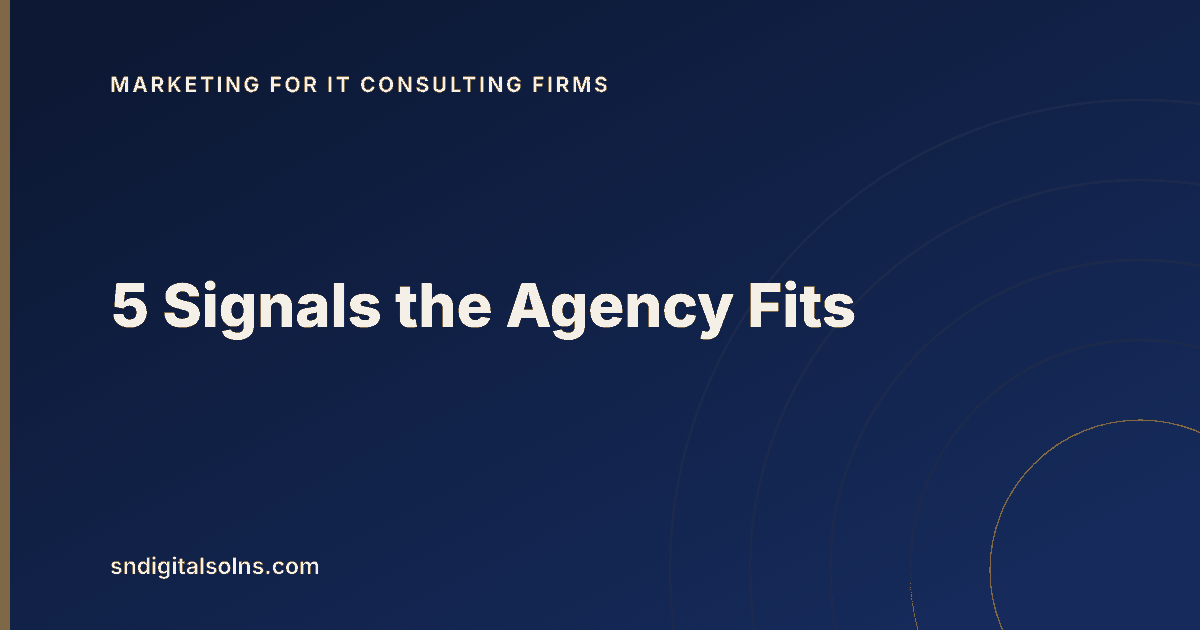 MARKETING FOR IT CONSULTING FIRMS
5 Signals the Agency Fits
sndigitalsolns.com